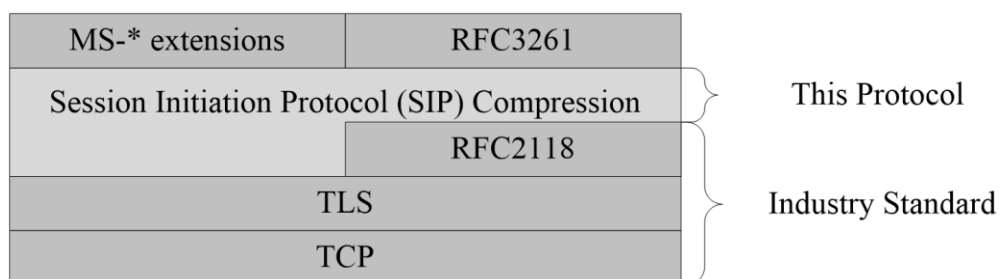 MS-* extensions RFC3261
Session Initiation Protocol (SIP) Compression This Protocol
RFC2118
TLS Industry Standard
TCP